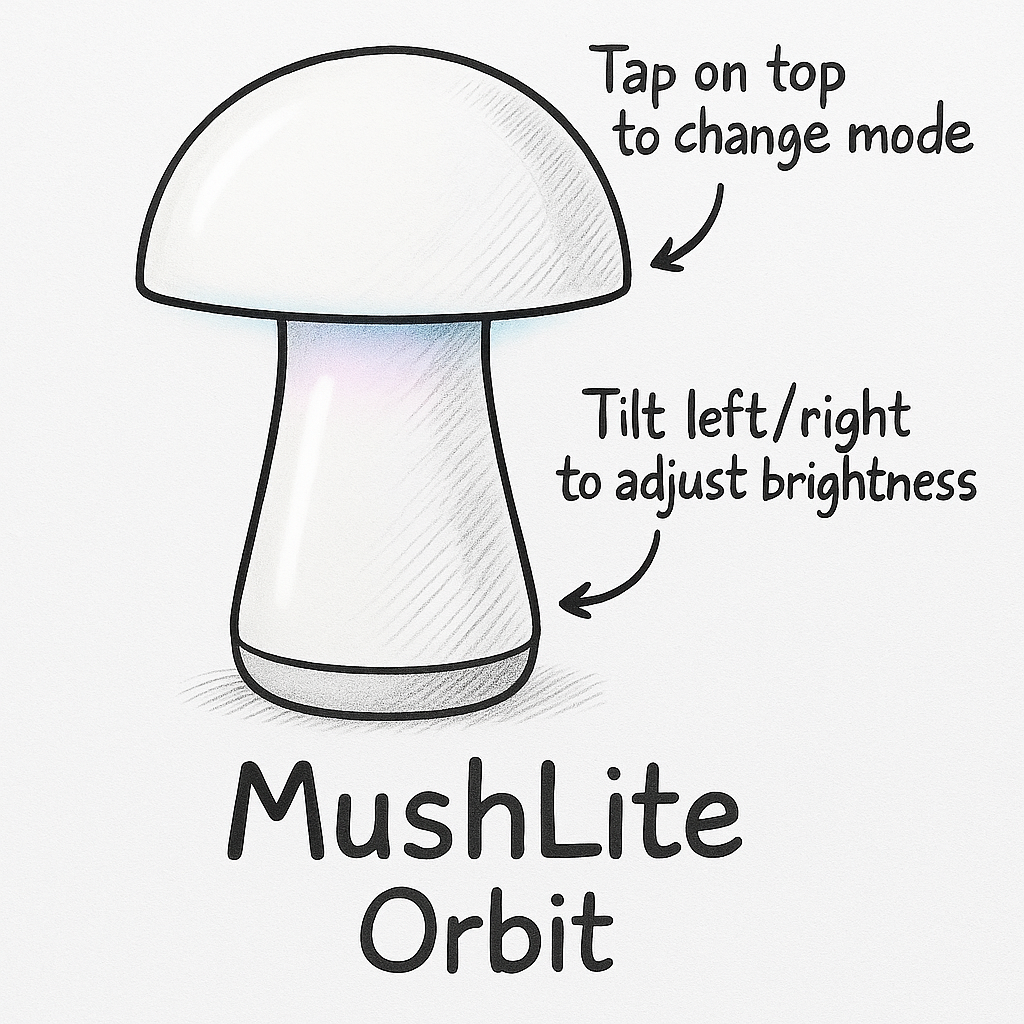 Tap on top
to change mode
Tilt left/right
to adjust brightness
MushLite
Orbit